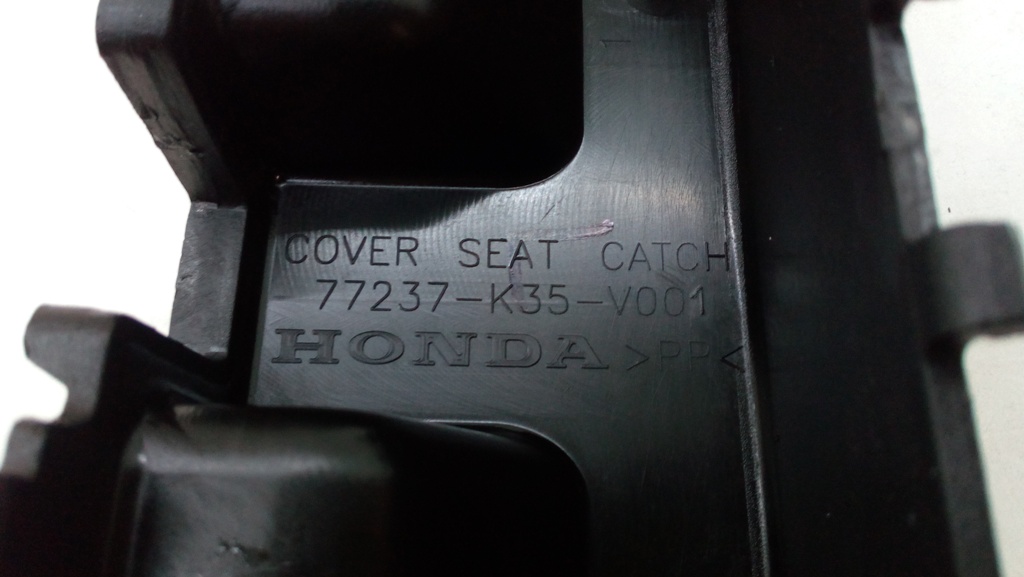 COVER SEAT CATCH
77237-K35-V001
HONDA >PP<